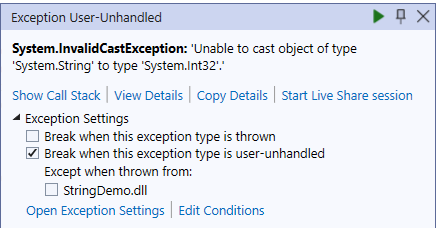 Exception User-Unhandled
System.InvalidCastException: 'Unable to cast object of type
'System.String' to type 'System.Int32'.'
Show Call Stack | View Details | Copy Details | Start Live Share session
Exception Settings
Break when this exception type is thrown
Break when this exception type is user-unhandled
Except when thrown from:
StringDemo.dll
Open Exception Settings | Edit Conditions